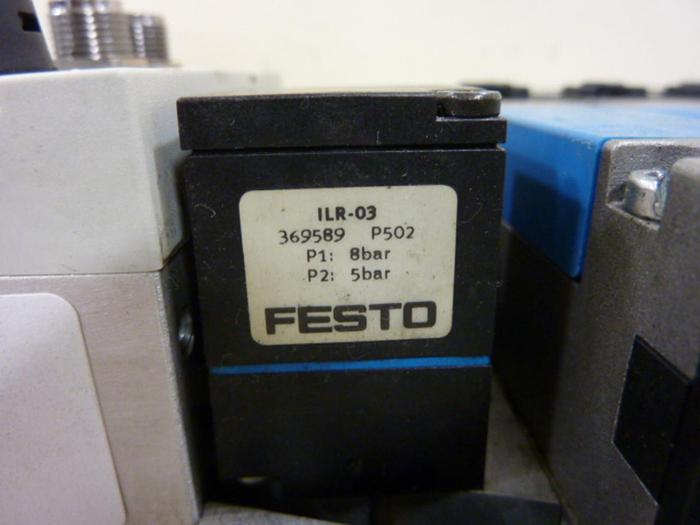 ILR-03
369589 P502
P1: 8bar
P2: 5bar
FESTO